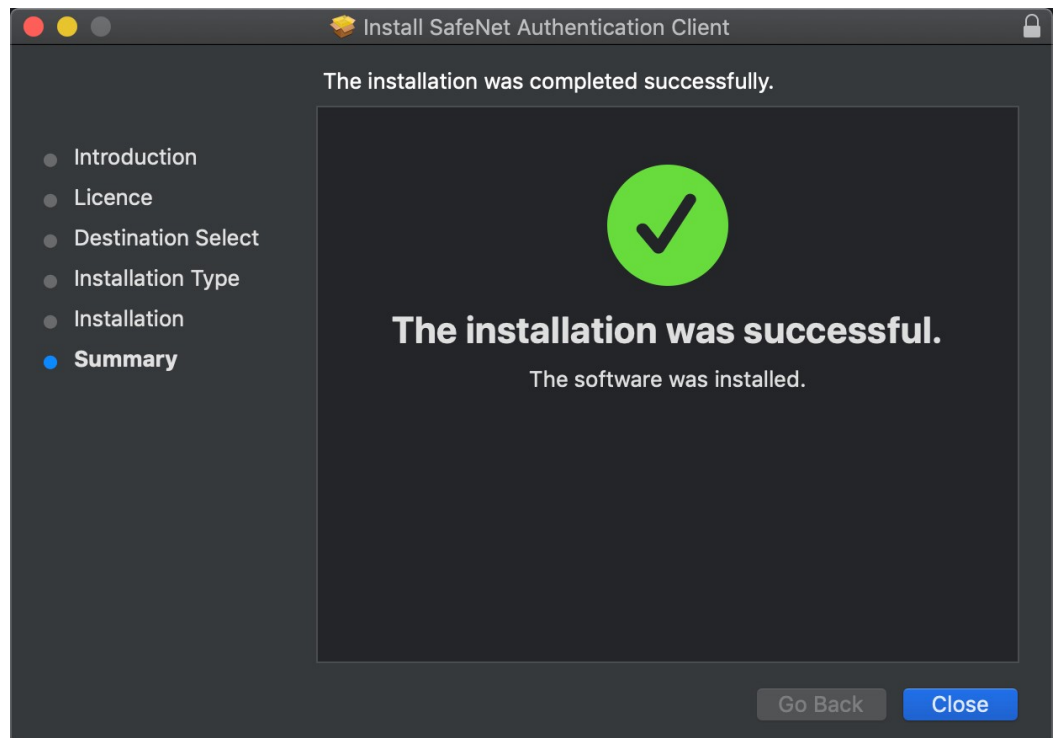 Install SafeNet Authentication Client
The installation was completed successfully.
Introduction
Licence
Destination Select
Installation Type
Installation
Summary
The installation was successful.
The software was installed.
Go Back
Close